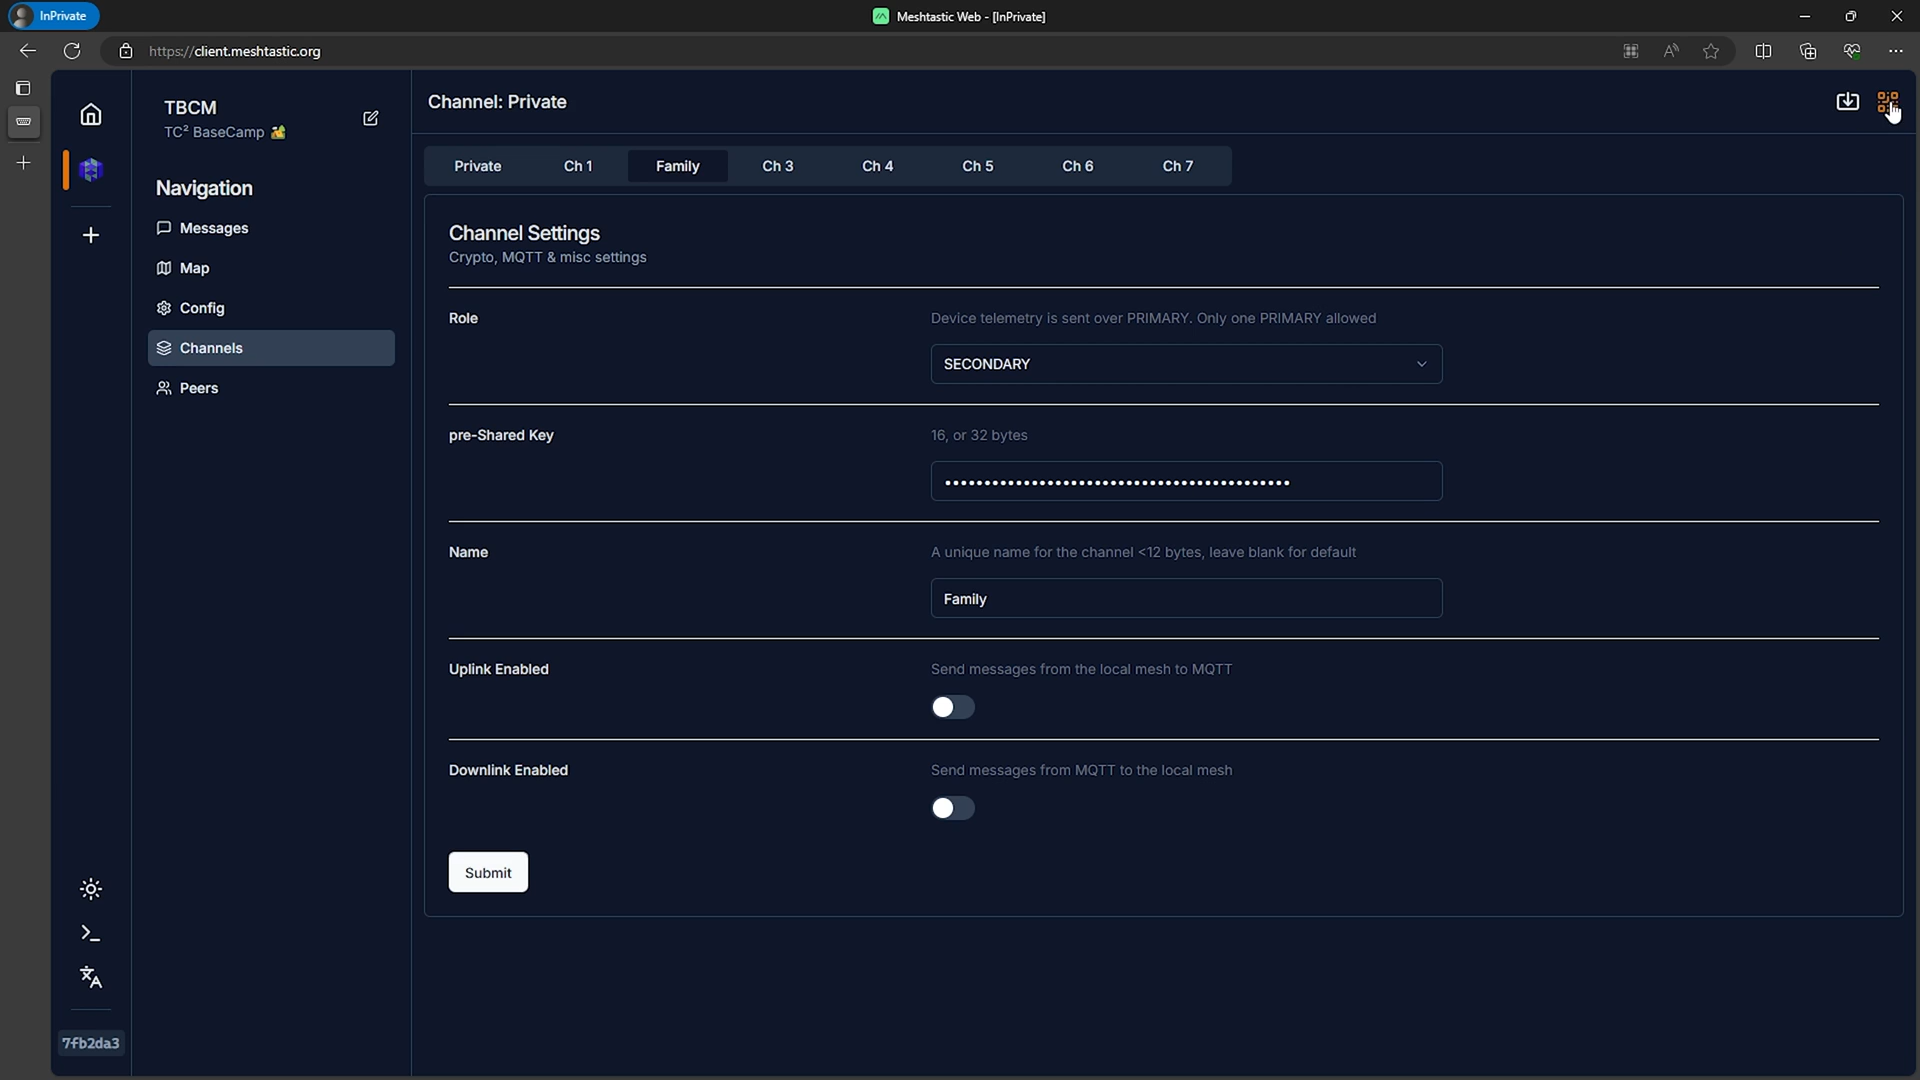 InPrivate
Meshtastic Web - [InPrivate]
https://client.meshtastic.org
TBCM
TC² BaseCamp 🏕️
Channel: Private
Private
Ch 1
Family
Ch 3
Ch 4
Ch 5
Ch 6
Ch 7
Navigation
Messages
Map
Config
Channels
Peers
Channel Settings
Crypto, MQTT & misc settings
Role
Device telemetry is sent over PRIMARY. Only one PRIMARY allowed
SECONDARY
pre-Shared Key
16, or 32 bytes
••••••••••••••••••••••••••••••••••••••••••••
Name
A unique name for the channel <12 bytes, leave blank for default
Family
Uplink Enabled
Send messages from the local mesh to MQTT
Downlink Enabled
Send messages from MQTT to the local mesh
Submit
7fb2da3